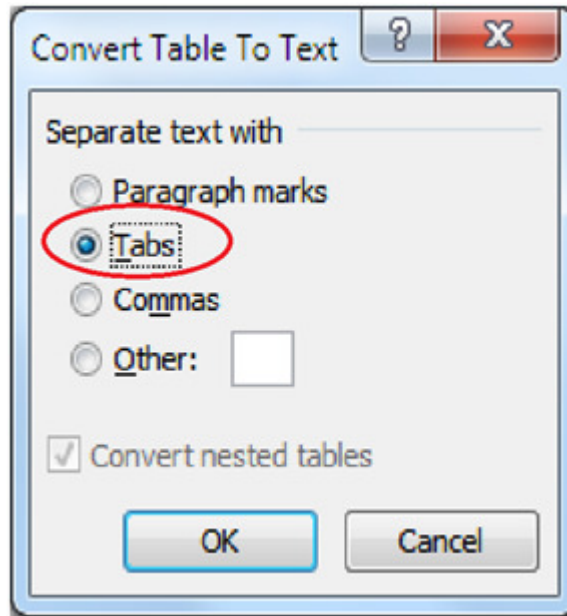 Convert Table To Text
Separate text with
Paragraph marks
Tabs
Commas
Other:
Convert nested tables
OK Cancel